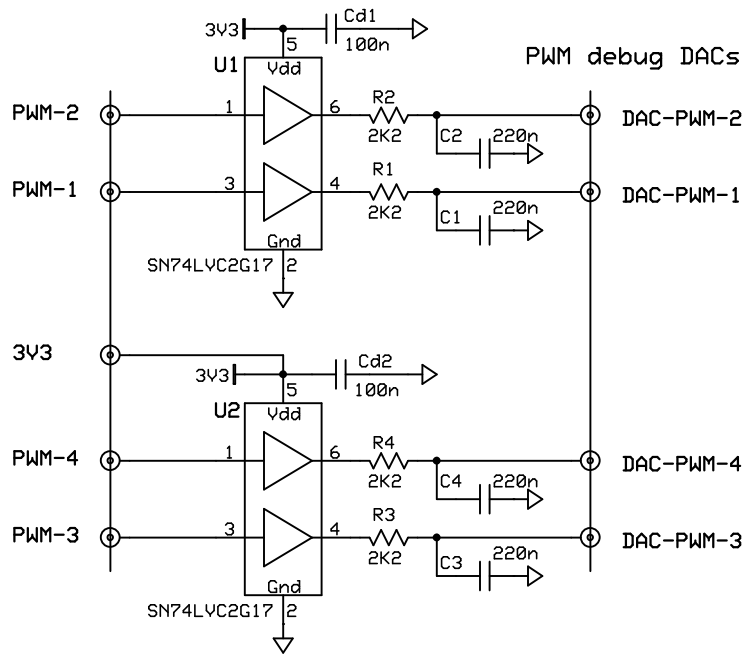 3V3
Cd1
100n
5
U1
Vdd
PWM debug DACs
PWM-2
1
6
R2
2K2
C2
220n
DAC-PWM-2
PWM-1
3
4
R1
2K2
C1
220n
DAC-PWM-1
Gnd
SN74LVC2G17
2
3V3
3V3
Cd2
100n
5
U2
Vdd
PWM-4
1
6
R4
2K2
C4
220n
DAC-PWM-4
PWM-3
3
4
R3
2K2
C3
220n
DAC-PWM-3
Gnd
SN74LVC2G17
2